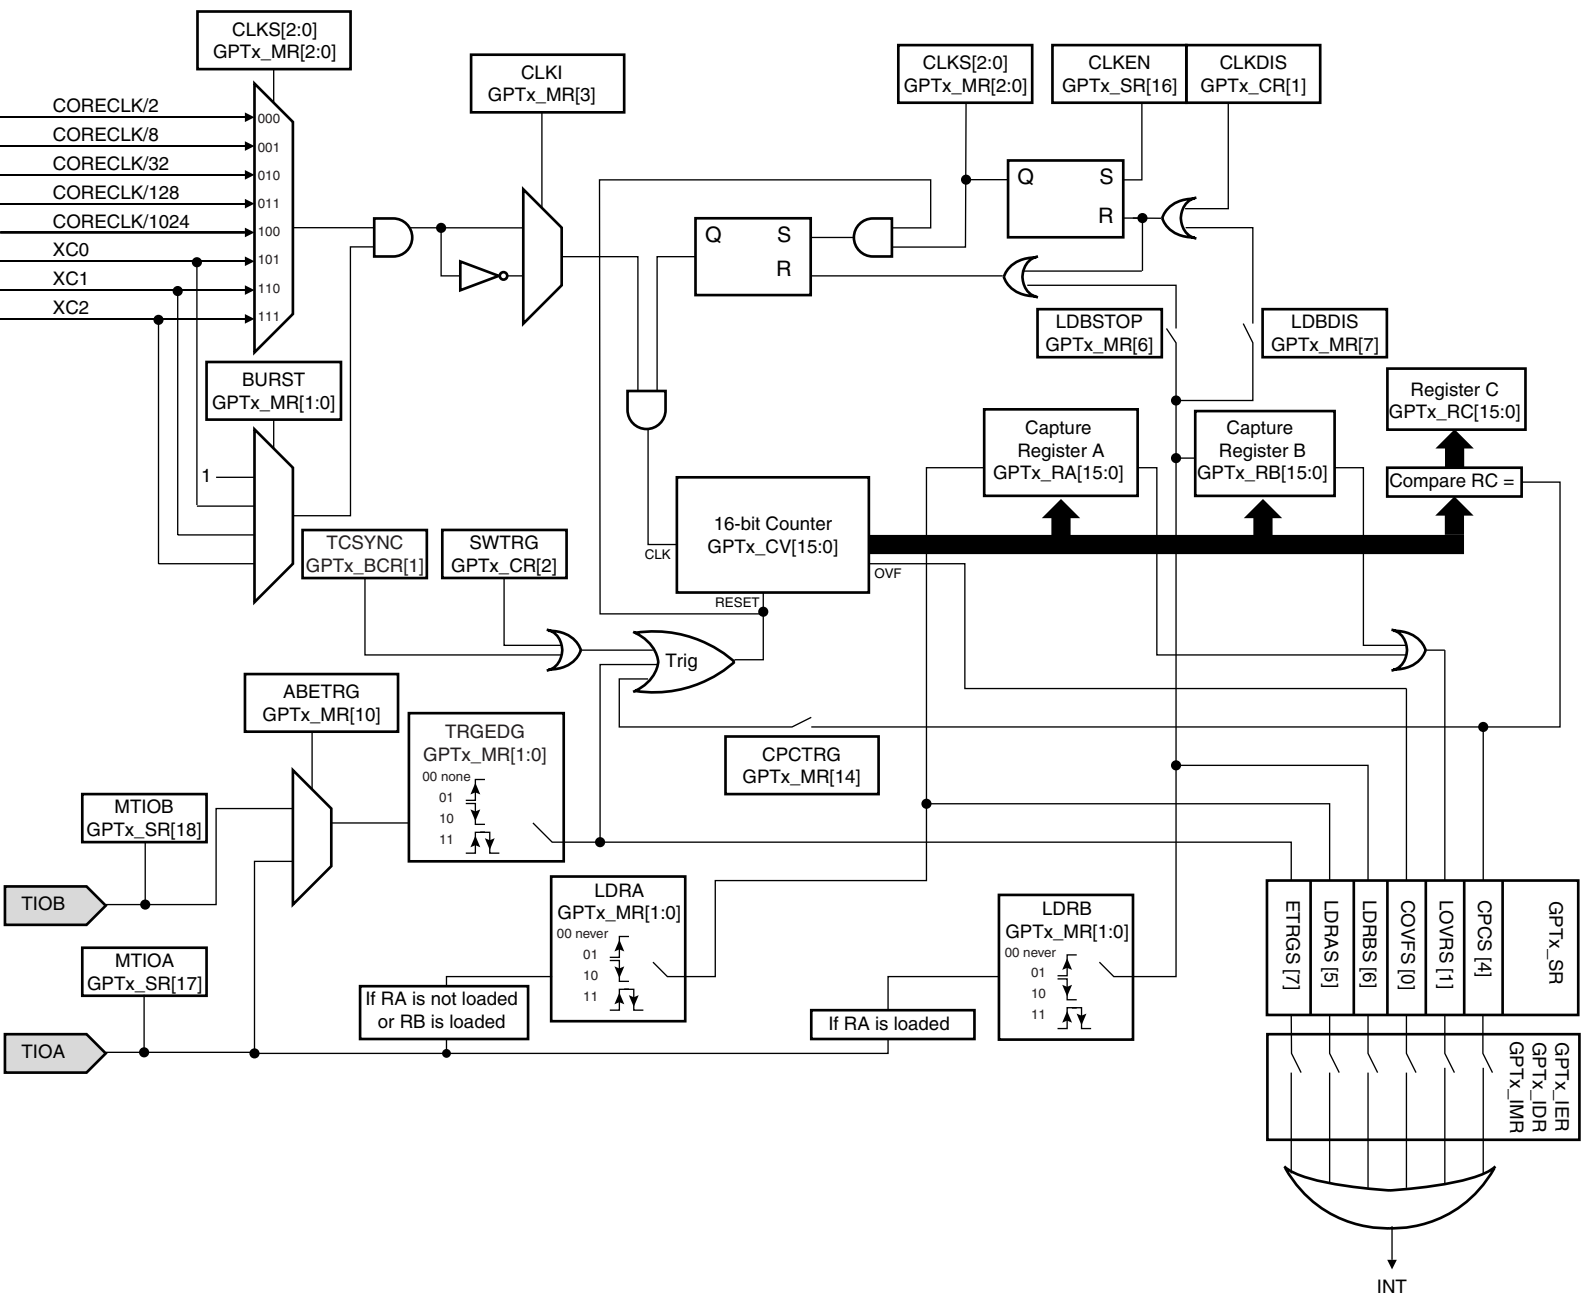 CLKS[2:0]
GPTx_MR[2:0]
CLKI
GPTx_MR[3]
CLKS[2:0]
GPTx_MR[2:0]
CLKEN
GPTx_SR[16]
CLKDIS
GPTx_CR[1]
CORECLK/2
000
CORECLK/8
001
CORECLK/32
010
CORECLK/128
011
CORECLK/1024
100
XC0
101
XC1
110
XC2
111
Q
S
R
Q
S
R
LDBSTOP
GPTx_MR[6]
LDBDIS
GPTx_MR[7]
BURST
GPTx_MR[1:0]
1
Register C
GPTx_RC[15:0]
Capture
Register A
GPTx_RA[15:0]
Capture
Register B
GPTx_RB[15:0]
Compare RC =
16-bit Counter
GPTx_CV[15:0]
CLK
OVF
RESET
TCSYNC
GPTx_BCR[1]
SWTRG
GPTx_CR[2]
Trig
ABETRG
GPTx_MR[10]
TRGEDG
GPTx_MR[1:0]
00 none
01
10
11
CPCTRG
GPTx_MR[14]
MTIOB
GPTx_SR[18]
TIOB
LDRA
GPTx_MR[1:0]
00 never
01
10
11
LDRB
GPTx_MR[1:0]
00 never
01
10
11
MTIOA
GPTx_SR[17]
TIOA
If RA is not loaded
or RB is loaded
If RA is loaded
ETRGS [7]
LDRAS [5]
LDRBS [6]
COVFS [0]
LOVRS [1]
CPCS [4]
GPTx_SR
GPTx_IER
GPTx_IDR
GPTx_IMR
INT